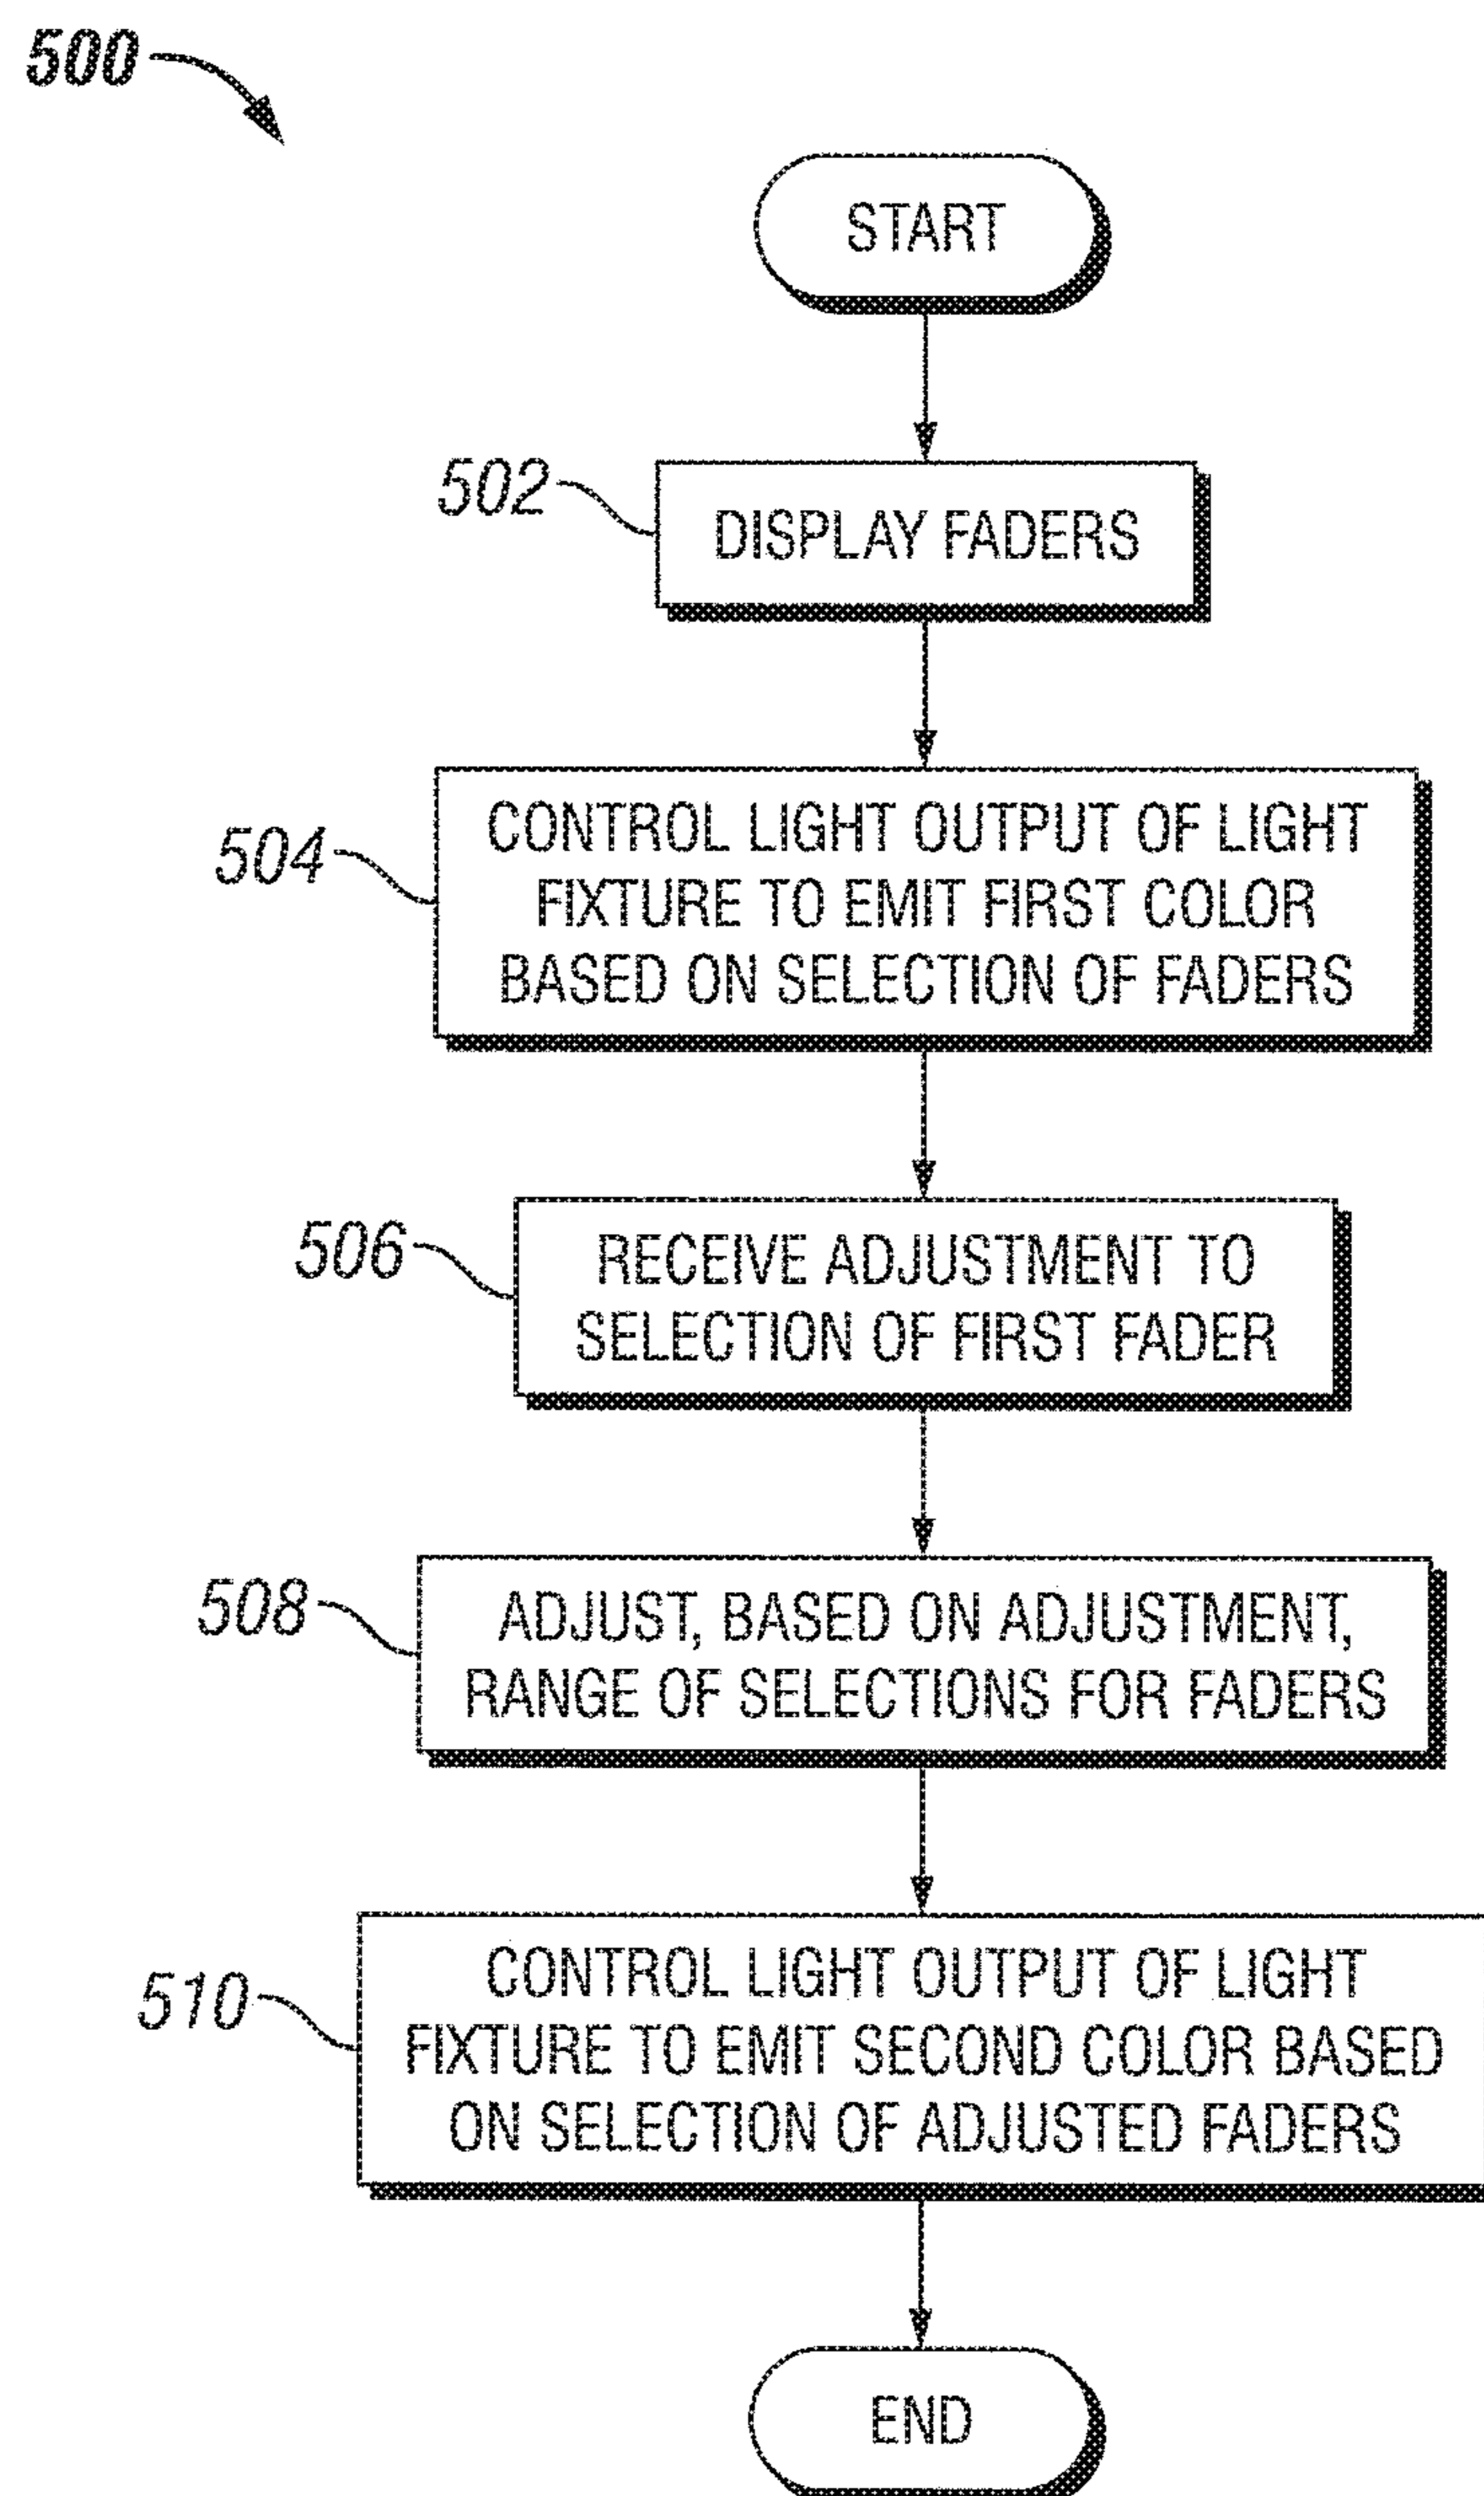 500
START
502
DISPLAY FADERS
504
CONTROL LIGHT OUTPUT OF LIGHT
FIXTURE TO EMIT FIRST COLOR
BASED ON SELECTION OF FADERS
506
RECEIVE ADJUSTMENT TO
SELECTION OF FIRST FADER
508
ADJUST, BASED ON ADJUSTMENT,
RANGE OF SELECTIONS FOR FADERS
510
CONTROL LIGHT OUTPUT OF LIGHT
FIXTURE TO EMIT SECOND COLOR BASED
ON SELECTION OF ADJUSTED FADERS
END